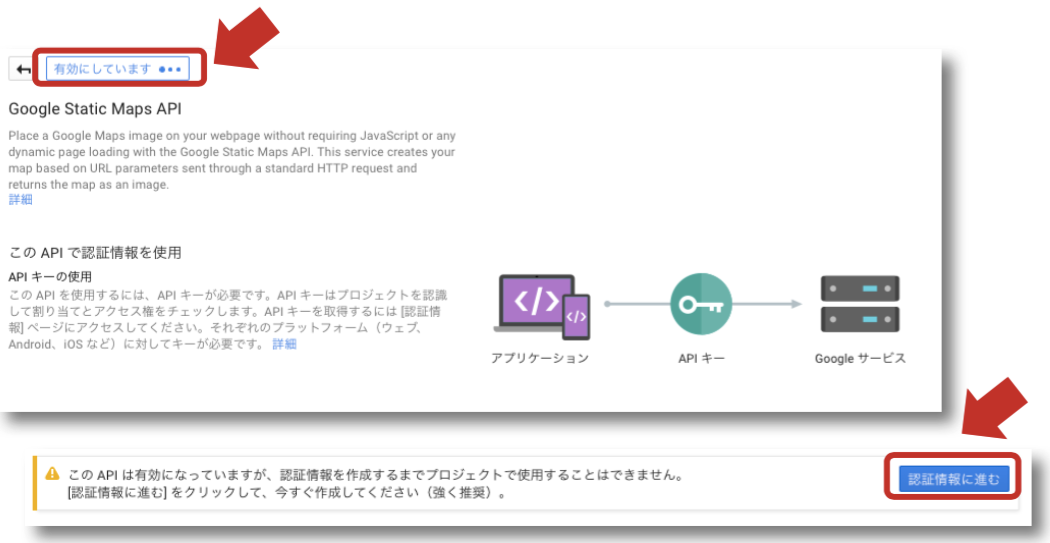 有効にしています
Google Static Maps API
Place a Google Maps image on your webpage without requiring JavaScript or any
dynamic page loading with the Google Static Maps API. This service creates your
map based on URL parameters sent through a standard HTTP request and
returns the map as an image.
詳細
この API で認証情報を使用
API キーの使用
この API を使用するには、API キーが必要です。API キーはプロジェクトを認識
して割り当てとアクセス権をチェックします。API キーを取得するには [認証情
報] ページにアクセスしてください。それぞれのプラットフォーム（ウェブ、
Android、iOS など）に対してキーが必要です。 詳細
</>
</>
アプリケーション
API キー
Google サービス
この API は有効になっていますが、認証情報を作成するまでプロジェクトで使用することはできません。
[認証情報に進む] をクリックして、今すぐ作成してください（強く推奨）。
認証情報に進む